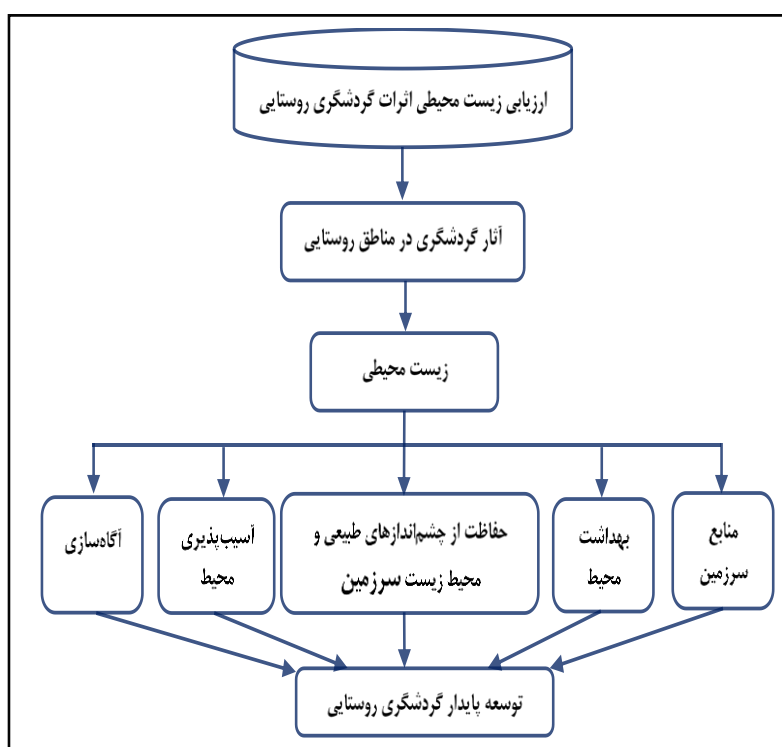 ارزیابی زیست محیطی اثرات گردشگری روستایی
آثار گردشگری در مناطق روستایی
زیست محیطی
منابع
سرزمین
بهداشت
محیط
حفاظت از چشم‌اندازهای طبیعی و
محیط زیست سرزمین
آسیب‌پذیری
محیط
آگاه‌سازی
توسعه پایدار گردشگری روستایی